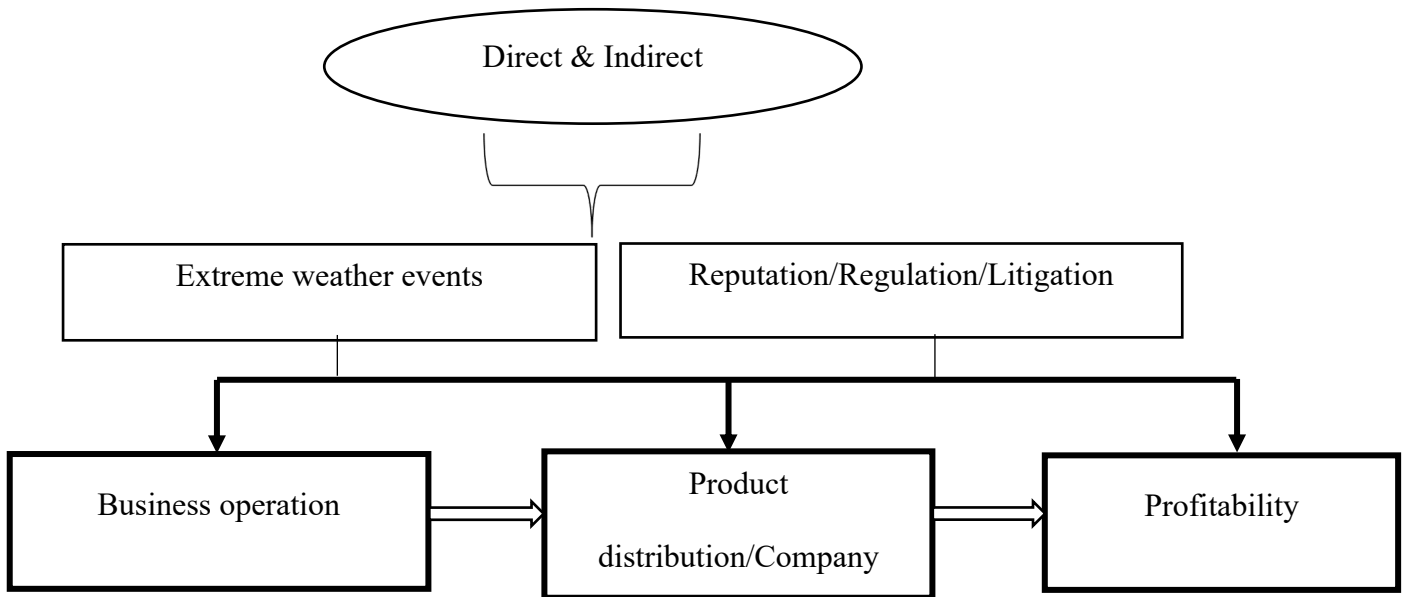 Direct & Indirect
Extreme weather events
Reputation/Regulation/Litigation
Business operation
Product
distribution/Company
Profitability